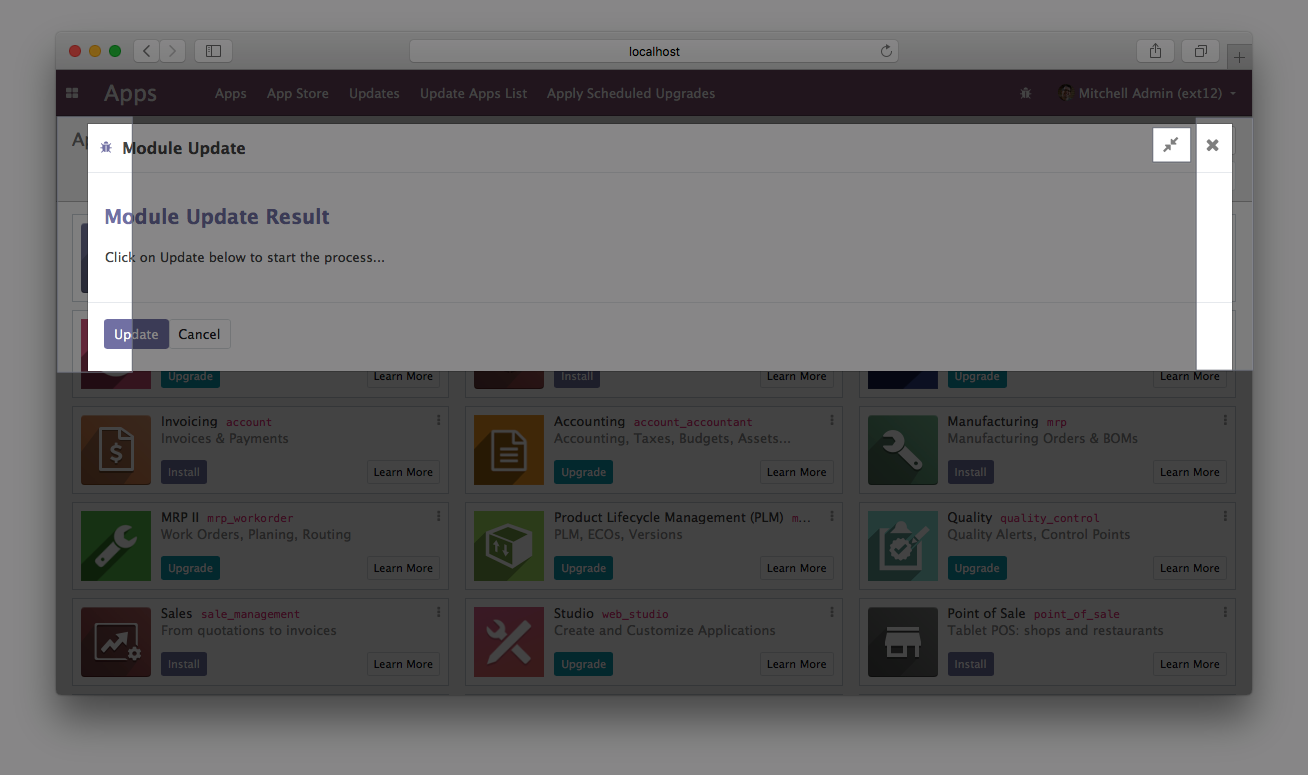 localhost
Apps
Apps
App Store
Updates
Update Apps List
Apply Scheduled Upgrades
Mitchell Admin (ext12)
Module Update
Module Update Result
Click on Update below to start the process...
Update
Cancel
Upgrade
Learn More
Install
Learn More
Upgrade
Learn More
Invoicing account
Invoices & Payments
Install
Learn More
Accounting account_accountant
Accounting, Taxes, Budgets, Assets...
Upgrade
Learn More
Manufacturing mrp
Manufacturing Orders & BOMs
Install
Learn More
MRP II mrp_workorder
Work Orders, Planing, Routing
Upgrade
Learn More
Product Lifecycle Management (PLM) m...
PLM, ECOs, Versions
Upgrade
Learn More
Quality quality_control
Quality Alerts, Control Points
Upgrade
Learn More
Sales sale_management
From quotations to invoices
Install
Learn More
Studio web_studio
Create and Customize Applications
Upgrade
Learn More
Point of Sale point_of_sale
Tablet POS: shops and restaurants
Install
Learn More